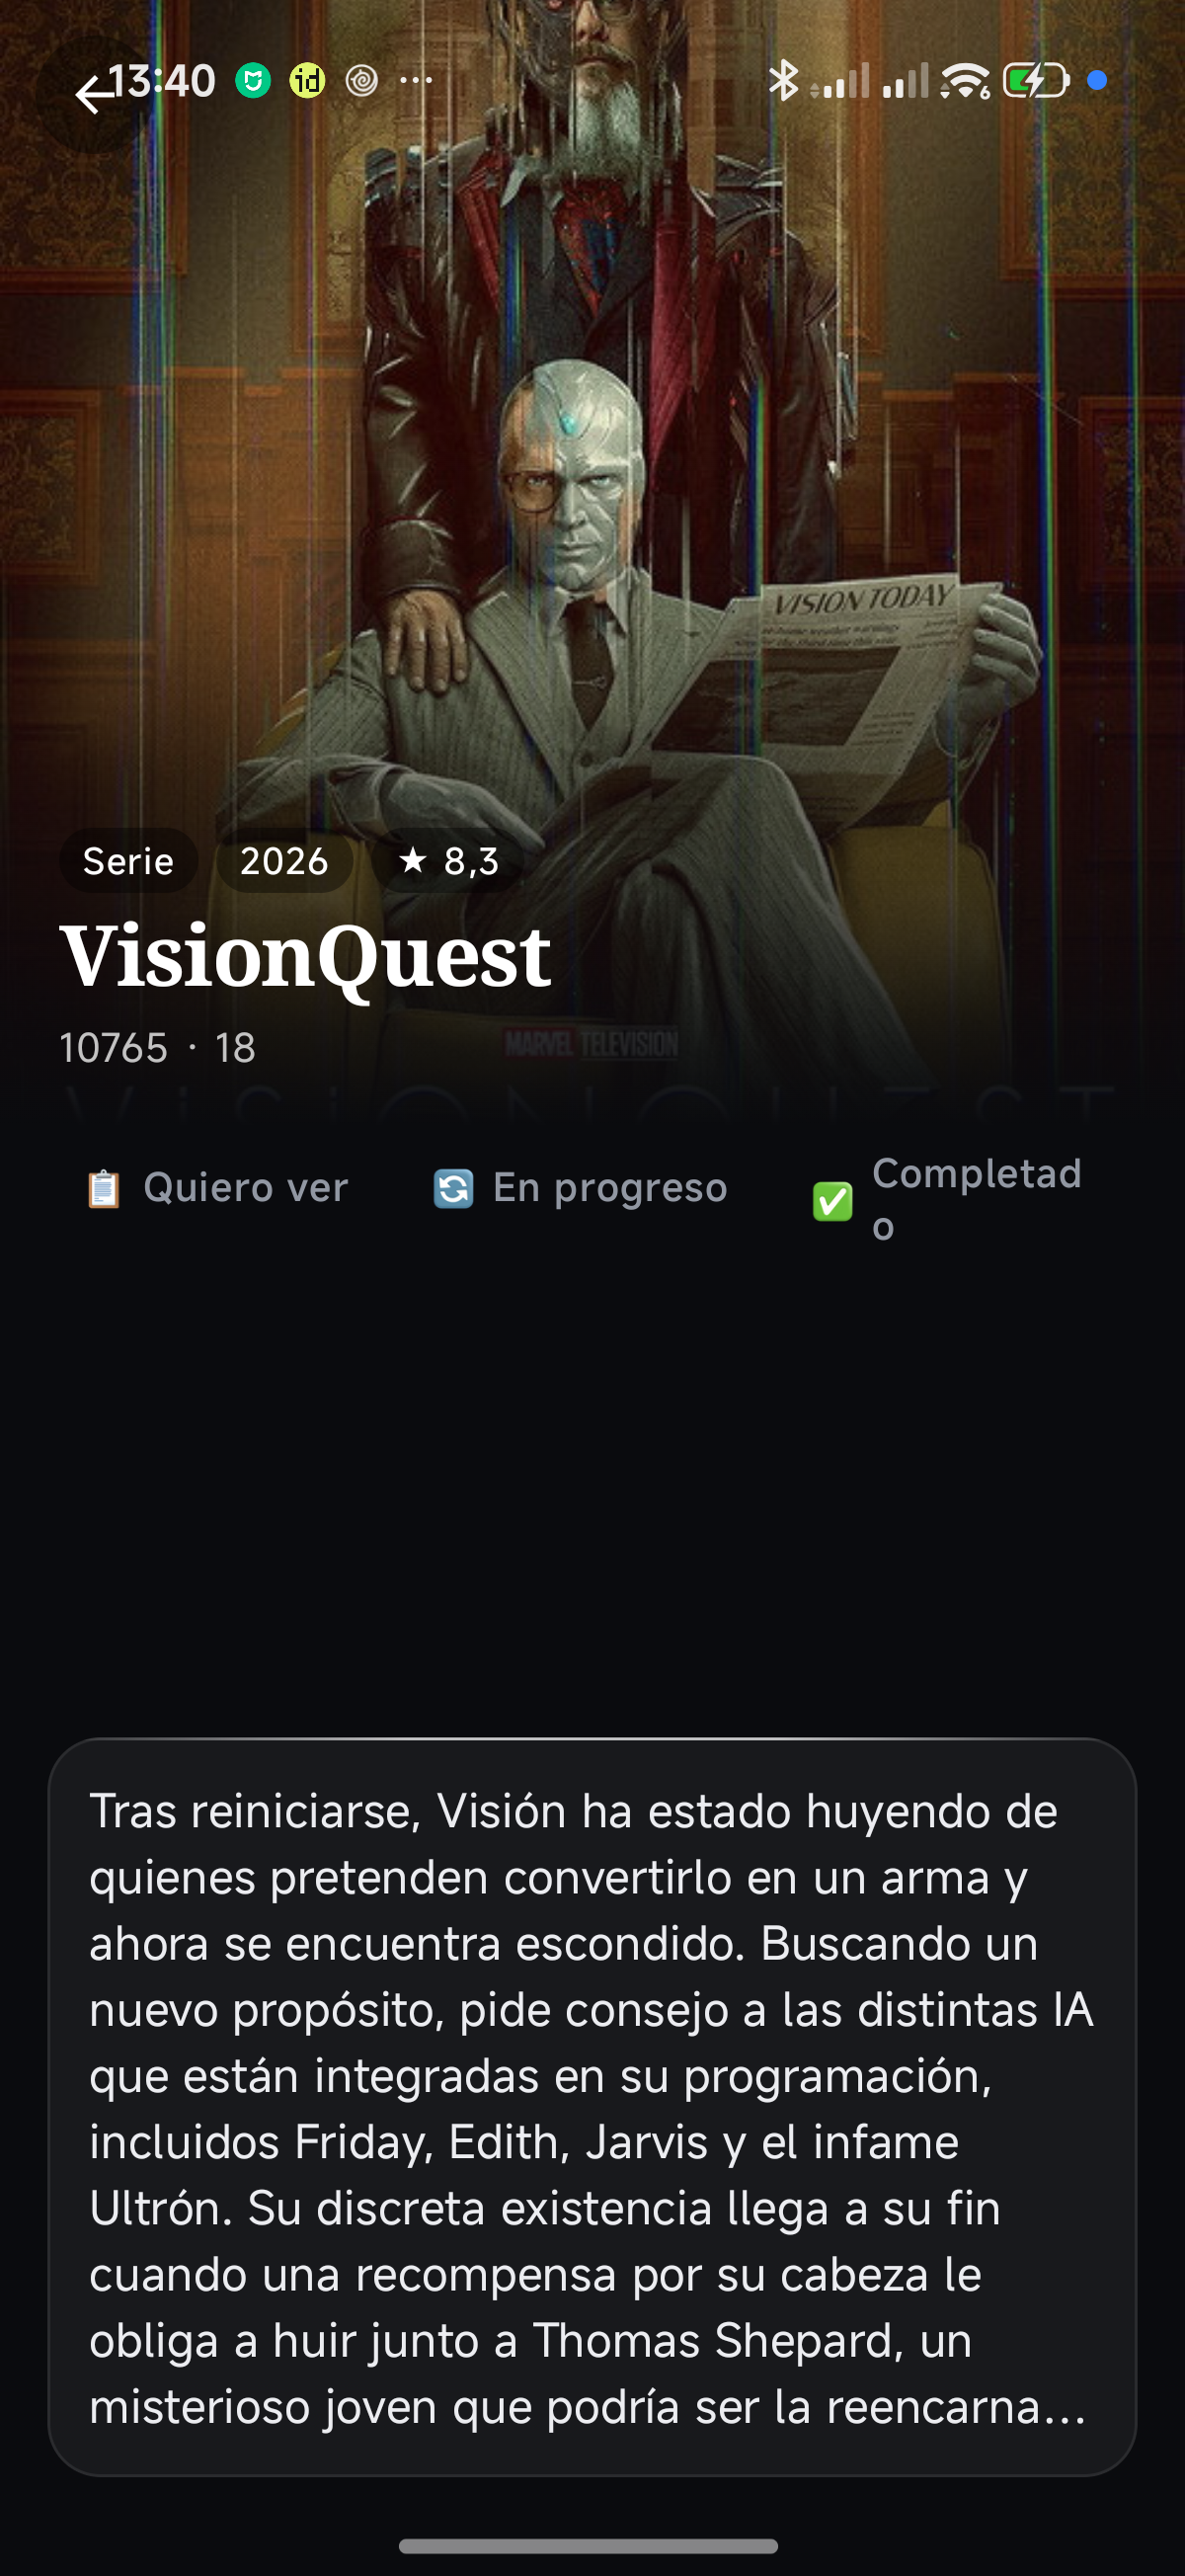 13:40
VISION TODAY
Serie 2026 ★ 8,3
VisionQuest
10765 · 18
MARVEL TELEVISION
VISIONQUEST
Quiero ver
En progreso
Completad
o
Tras reiniciarse, Visión ha estado huyendo de
quienes pretenden convertirlo en un arma y
ahora se encuentra escondido. Buscando un
nuevo propósito, pide consejo a las distintas IA
que están integradas en su programación,
incluidos Friday, Edith, Jarvis y el infame
Ultrón. Su discreta existencia llega a su fin
cuando una recompensa por su cabeza le
obliga a huir junto a Thomas Shepard, un
misterioso joven que podría ser la reencarna...